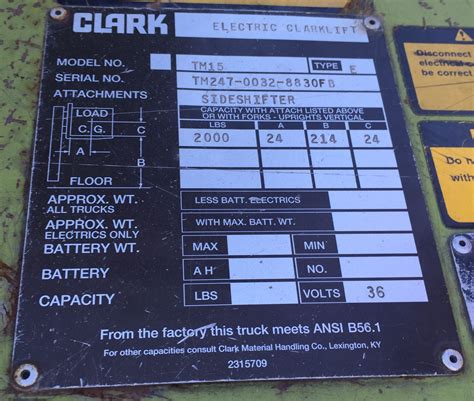 CLARK ELECTRIC CLARKLIFT
MODEL NO. TM15 TYPE E
SERIAL NO. TM247-0032-8830FB
ATTACHMENTS SIDESHIFTER
CAPACITY WITH ATTACH LISTED ABOVE
OR WITH FORKS - UPRIGHTS VERTICAL
LOAD
C. G.
A
C
B
FLOOR
LBS A B C
2000 24 214 24
APPROX. WT.
ALL TRUCKS
LESS BATT. ELECTRICS
APPROX. WT.
ELECTRICS ONLY
WITH MAX. BATT. WT.
BATTERY WT. MAX MIN
BATTERY A H NO.
CAPACITY LBS VOLTS 36
From the factory this truck meets ANSI B56.1
For other capacities consult Clark Material Handling Co., Lexington, KY
2315709
Disconnect
electrical
be correc
Do
with